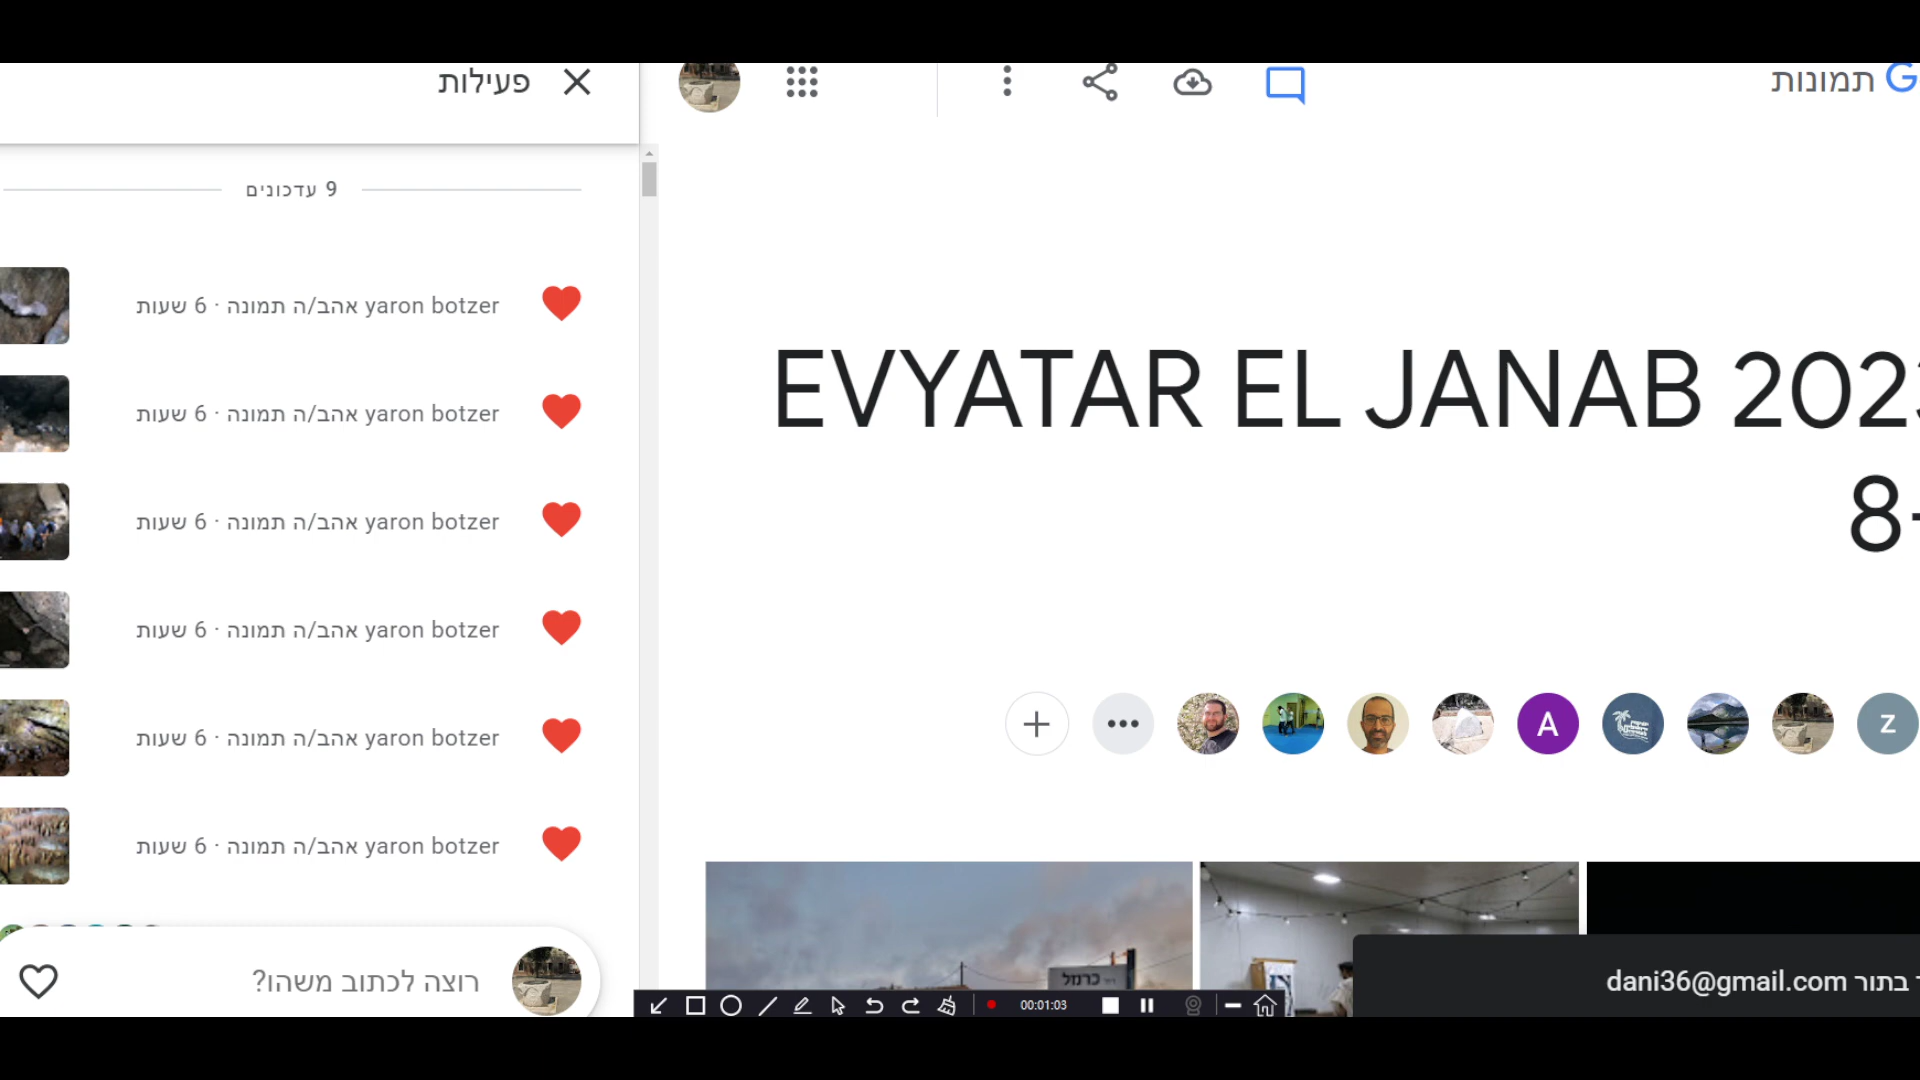 פעילות
G תמונות
9 עדכונים
yaron botzer אהב/ה תמונה · 6 שעות
yaron botzer אהב/ה תמונה · 6 שעות
yaron botzer אהב/ה תמונה · 6 שעות
yaron botzer אהב/ה תמונה · 6 שעות
yaron botzer אהב/ה תמונה · 6 שעות
yaron botzer אהב/ה תמונה · 6 שעות
רוצה לכתוב משהו?
EVYATAR EL JANAB 2023
8-
A
Z
כרמל
בתור dani36@gmail.com
00:01:03